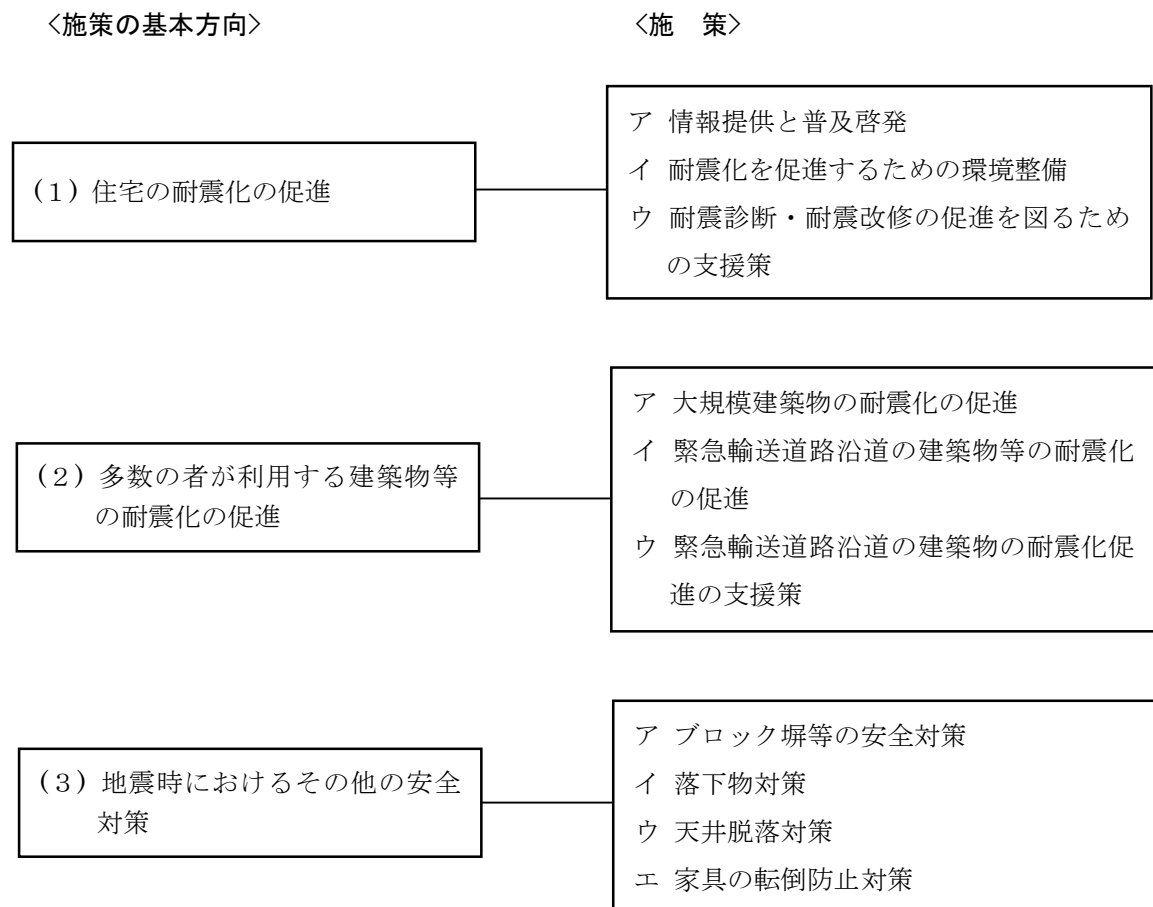 〈施策の基本方向〉
〈施　策〉
(1) 住宅の耐震化の促進
ア 情報提供と普及啓発
イ 耐震化を促進するための環境整備
ウ 耐震診断・耐震改修の促進を図るため
の支援策
(2) 多数の者が利用する建築物等
の耐震化の促進
ア 大規模建築物の耐震化の促進
イ 緊急輸送道路沿道の建築物等の耐震化
の促進
ウ 緊急輸送道路沿道の建築物の耐震化促
進の支援策
(3) 地震時におけるその他の安全
対策
ア ブロック塀等の安全対策
イ 落下物対策
ウ 天井脱落対策
エ 家具の転倒防止対策